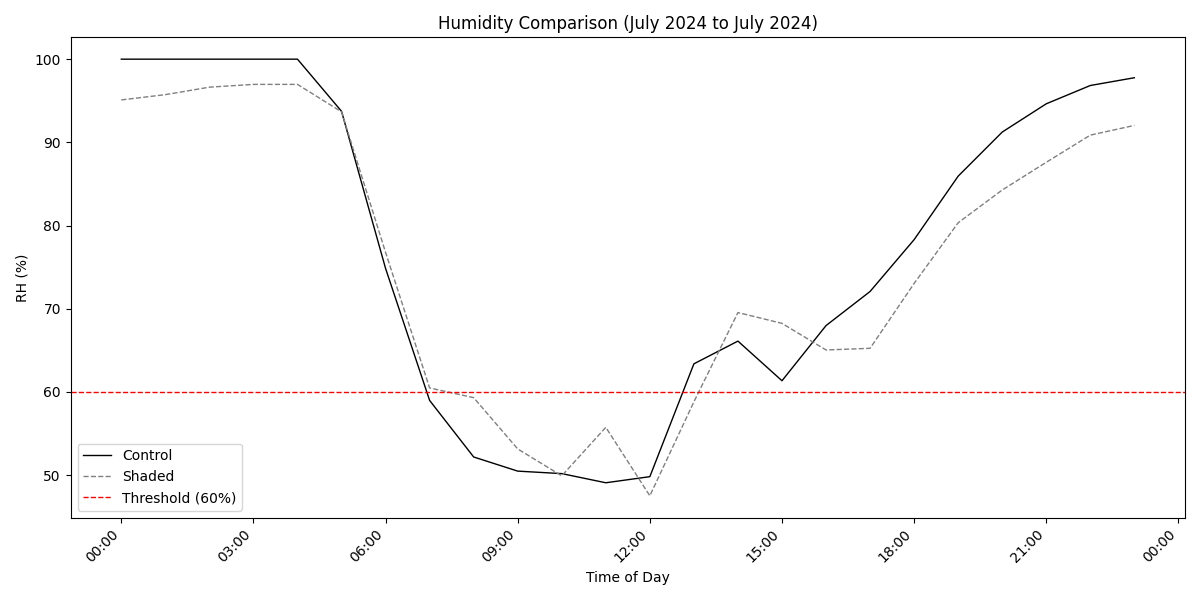 Humidity Comparison (July 2024 to July 2024)
RH (%)
100
90
80
70
60
50
Control
Shaded
Threshold (60%)
00:00
03:00
06:00
09:00
12:00
15:00
18:00
21:00
00:00
Time of Day